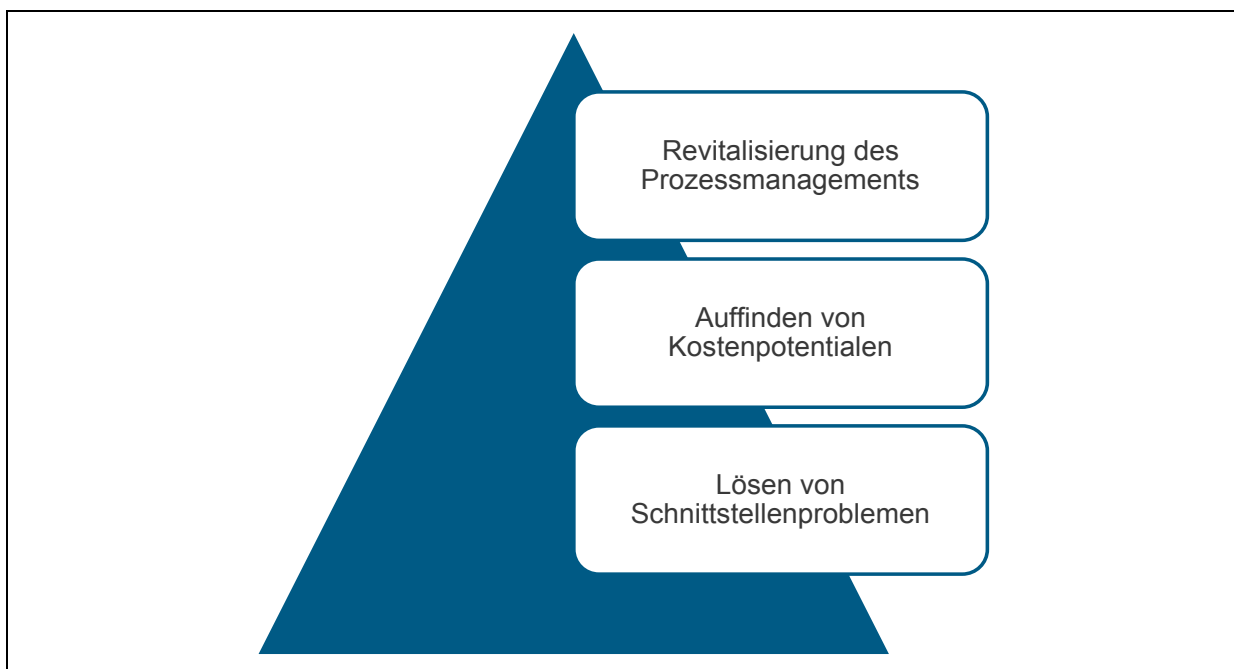 Revitalisierung des
Prozessmanagements
Auffinden von
Kostenpotentialen
Lösen von
Schnittstellenproblemen